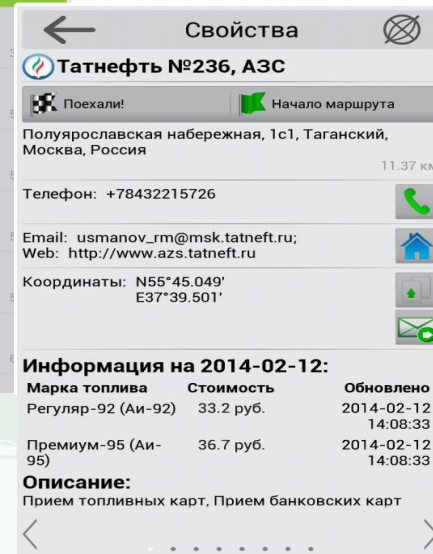 Свойства
Татнефть №236, АЗС
Поехали!
Начало маршрута
Полуярославская набережная, 1с1, Таганский,
Москва, Россия
11.37 км
Телефон: +78432215726
Email: usmanov_rm@msk.tatneft.ru;
Web: http://www.azs.tatneft.ru
Координаты: N55°45.049'
E37°39.501'
Информация на 2014-02-12:
Марка топлива Стоимость Обновлено
Регуляр-92 (Аи-92) 33.2 руб. 2014-02-12
14:08:33
Премиум-95 (Аи-
95) 36.7 руб. 2014-02-12
14:08:33
Описание:
Прием топливных карт, Прием банковских карт